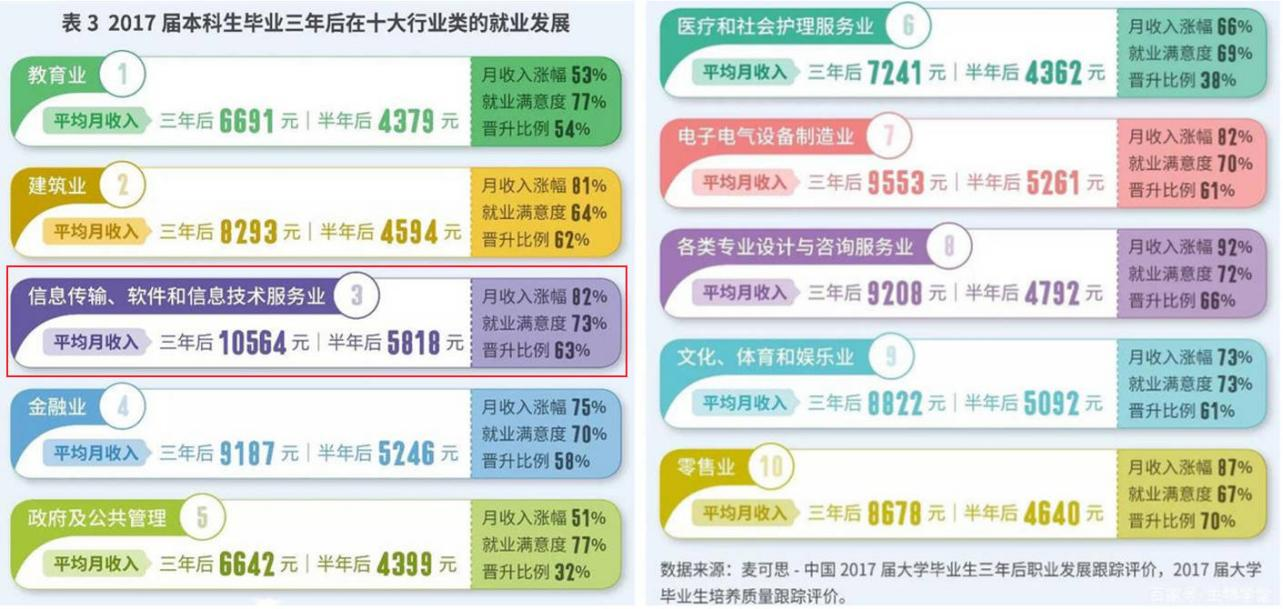 表 3 2017 届本科生毕业三年后在十大行业类的就业发展
教育业 1
平均月收入 三年后 6691 元 | 半年后 4379 元
月收入涨幅 53%
就业满意度 77%
晋升比例 54%
建筑业 2
平均月收入 三年后 8293 元 | 半年后 4594 元
月收入涨幅 81%
就业满意度 64%
晋升比例 62%
信息传输、软件和信息技术服务业 3
平均月收入 三年后 10564 元 | 半年后 5818 元
月收入涨幅 82%
就业满意度 73%
晋升比例 63%
金融业 4
平均月收入 三年后 9187 元 | 半年后 5246 元
月收入涨幅 75%
就业满意度 70%
晋升比例 58%
政府及公共管理 5
平均月收入 三年后 6642 元 | 半年后 4399 元
月收入涨幅 51%
就业满意度 77%
晋升比例 32%
医疗和社会护理服务业 6
平均月收入 三年后 7241 元 | 半年后 4362 元
月收入涨幅 66%
就业满意度 69%
晋升比例 38%
电子电气设备制造业 7
平均月收入 三年后 9553 元 | 半年后 5261 元
月收入涨幅 82%
就业满意度 70%
晋升比例 61%
各类专业设计与咨询服务业 8
平均月收入 三年后 9208 元 | 半年后 4792 元
月收入涨幅 92%
就业满意度 72%
晋升比例 66%
文化、体育和娱乐业 9
平均月收入 三年后 8822 元 | 半年后 5092 元
月收入涨幅 73%
就业满意度 73%
晋升比例 61%
零售业 10
平均月收入 三年后 8678 元 | 半年后 4640 元
月收入涨幅 87%
就业满意度 67%
晋升比例 70%
数据来源：麦可思 - 中国 2017 届大学毕业生三年后职业发展跟踪评价，2017 届大学
毕业生培养质量跟踪评价。